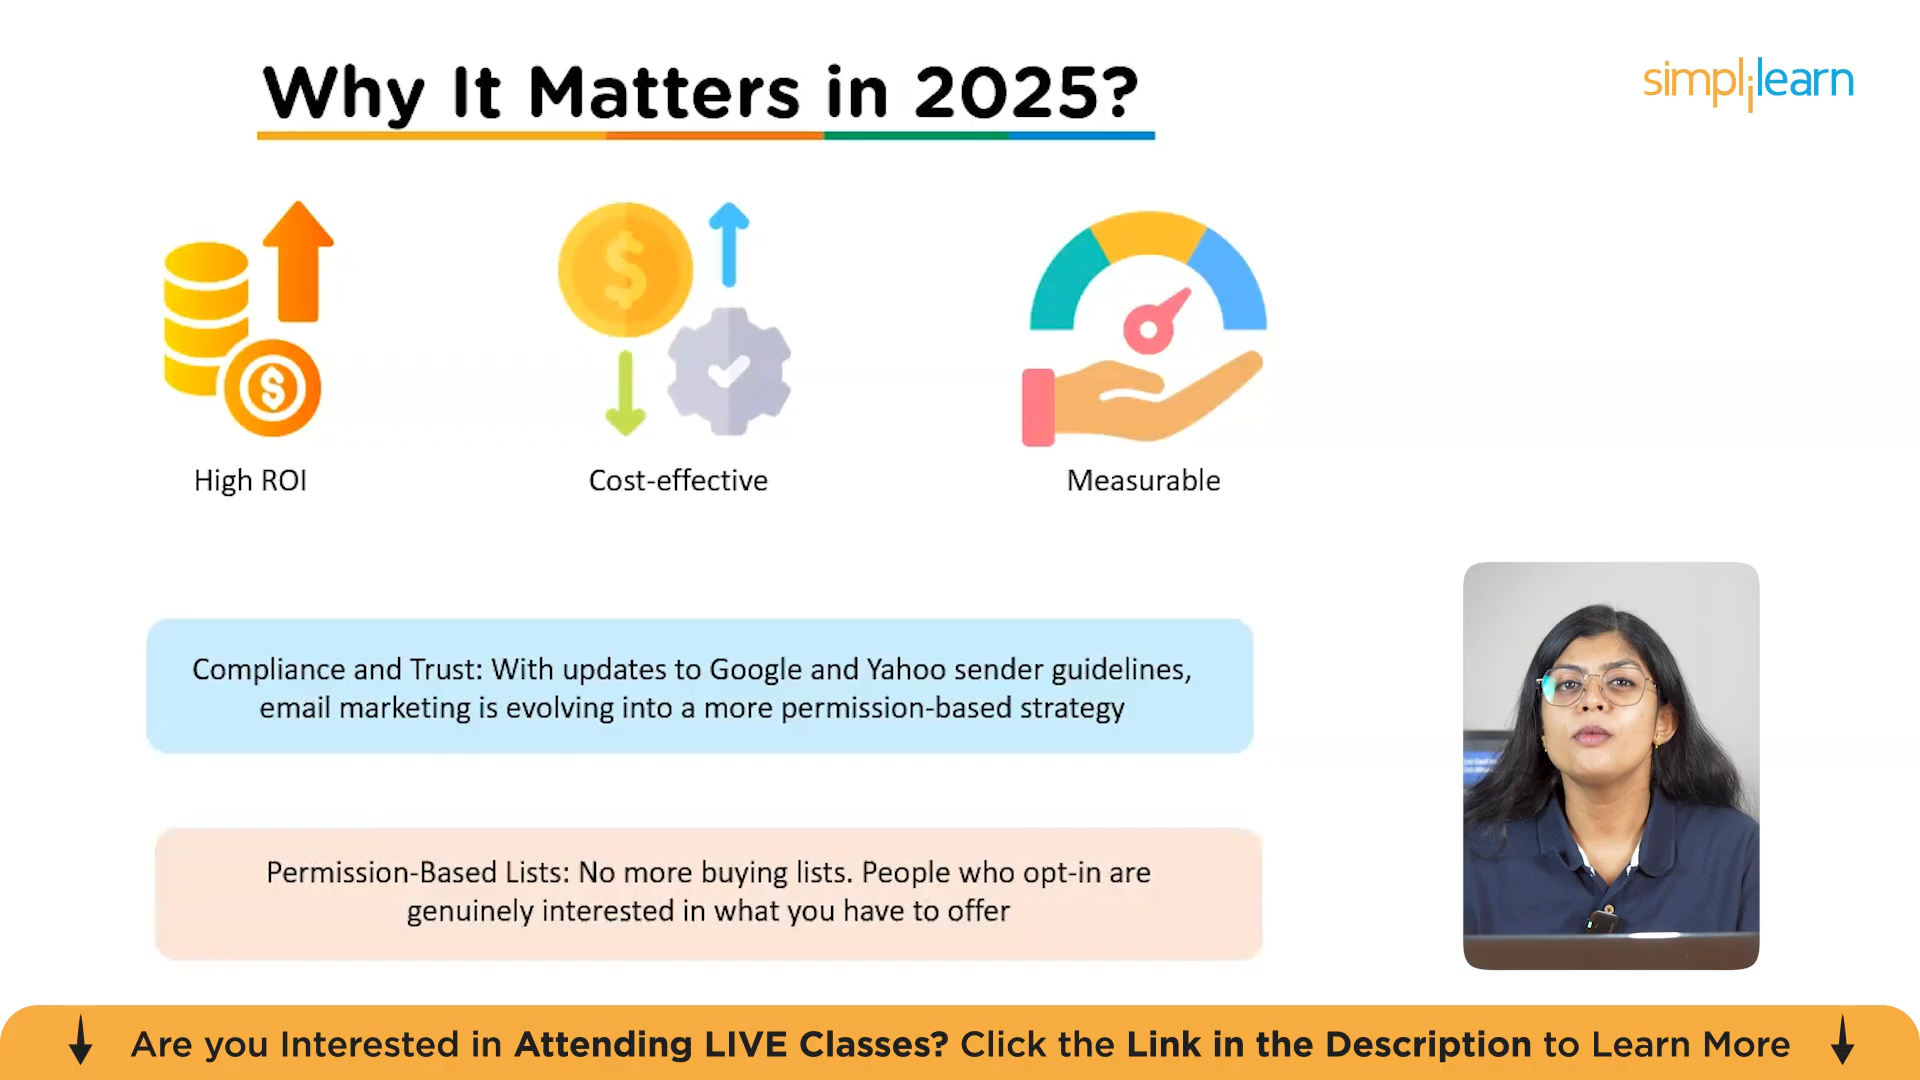 Why It Matters in 2025?
simplilearn
High ROI
Cost-effective
Measurable
Compliance and Trust: With updates to Google and Yahoo sender guidelines,
email marketing is evolving into a more permission-based strategy
Permission-Based Lists: No more buying lists. People who opt-in are
genuinely interested in what you have to offer
Are you Interested in Attending LIVE Classes? Click the Link in the Description to Learn More